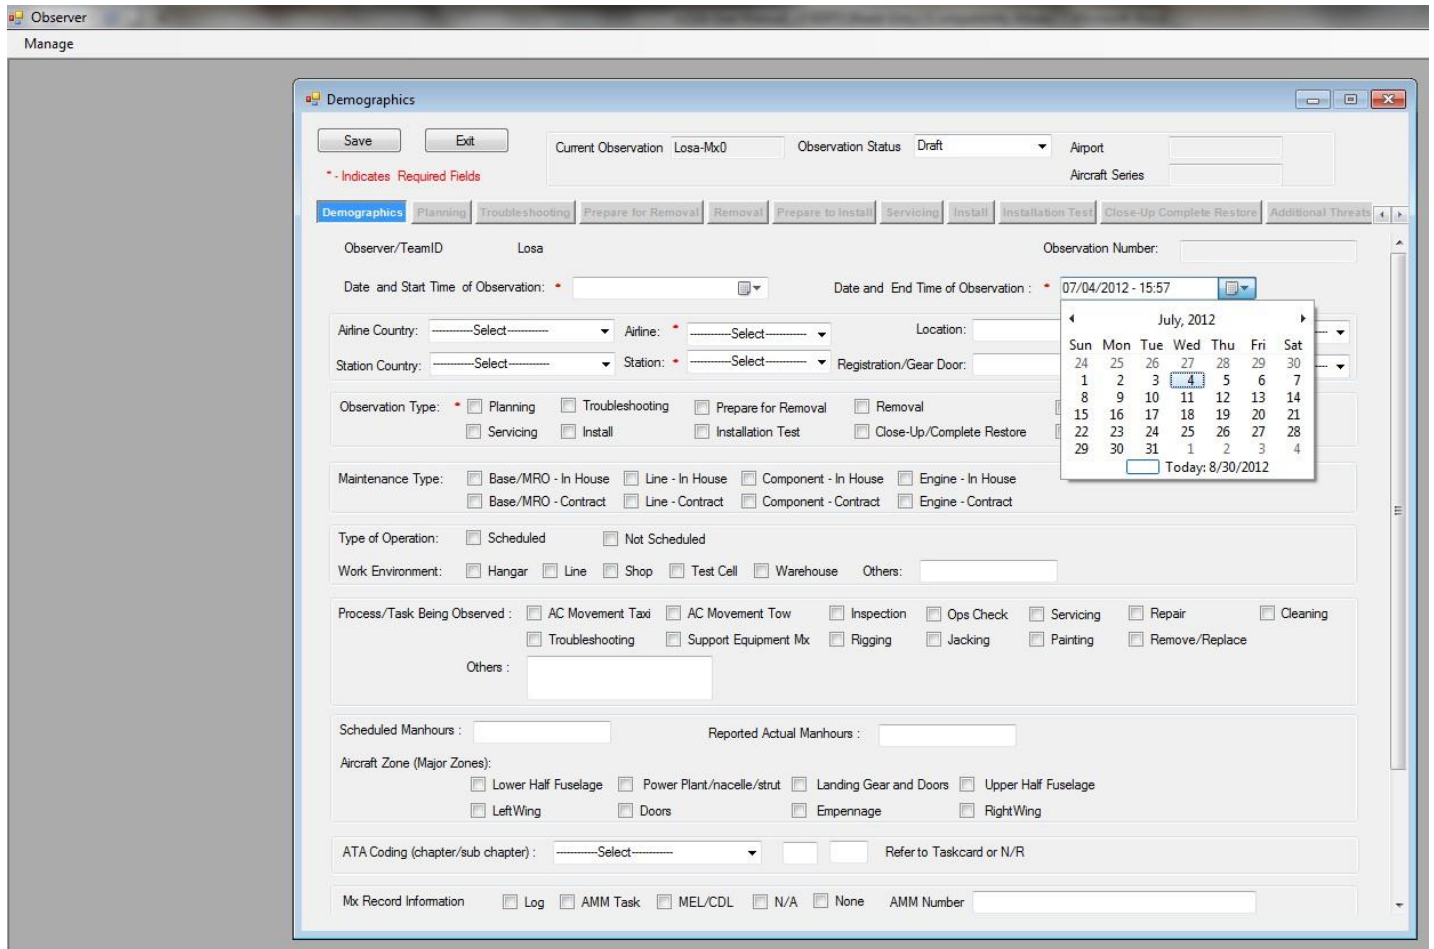 Observer
Manage
Demographics
Save Exit Current Observation Losa-Mx0 Observation Status Draft Airport
* - Indicates Required Fields Aircraft Series
Demographics Planning Troubleshooting Prepare for Removal Removal Prepare to Install Servicing Install Installation Test Close-Up Complete Restore Additional Threats
Observer/TeamID Losa Observation Number:
Date and Start Time of Observation: * Date and End Time of Observation : * 07/04/2012 - 15:57
July, 2012
Sun Mon Tue Wed Thu Fri Sat
24 25 26 27 28 29 30
1 2 3 4 5 6 7
8 9 10 11 12 13 14
15 16 17 18 19 20 21
22 23 24 25 26 27 28
29 30 31 1 2 3 4
Today: 8/30/2012
Airline Country: ------------Select------------ Airline: * ------------Select------------ Location:
Station Country: ------------Select------------ Station: * ------------Select------------ Registration/Gear Door:
Observation Type: * Planning Troubleshooting Prepare for Removal Removal
Servicing Install Installation Test Close-Up/Complete Restore
Maintenance Type: Base/MRO - In House Line - In House Component - In House Engine - In House
Base/MRO - Contract Line - Contract Component - Contract Engine - Contract
Type of Operation: Scheduled Not Scheduled
Work Environment: Hangar Line Shop Test Cell Warehouse Others:
Process/Task Being Observed : AC Movement Taxi AC Movement Tow Inspection Ops Check Servicing Repair Cleaning
Troubleshooting Support Equipment Mx Rigging Jacking Painting Remove/Replace
Others :
Scheduled Manhours : Reported Actual Manhours :
Aircraft Zone (Major Zones):
Lower Half Fuselage Power Plant/nacelle/strut Landing Gear and Doors Upper Half Fuselage
LeftWing Doors Empennage RightWing
ATA Coding (chapter/sub chapter) : ------------Select------------ Refer to Taskcard or N/R
Mx Record Information Log AMM Task MEL/CDL N/A None AMM Number